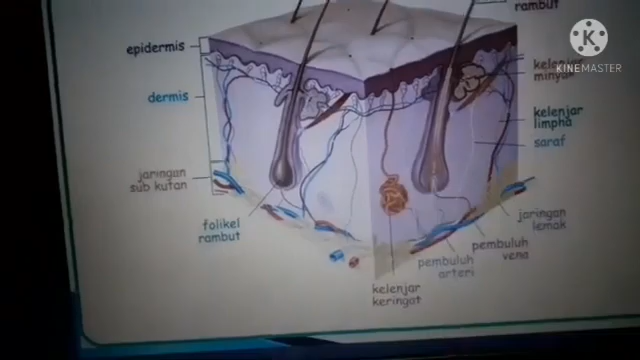 rambut
K
KINEMASTER
epidermis
kelenjar
minyak
dermis
kelenjar
limpha
saraf
jaringan
sub kutan
folikel
rambut
jaringan
lemak
pembuluh
vena
pembuluh
arteri
kelenjar
keringat